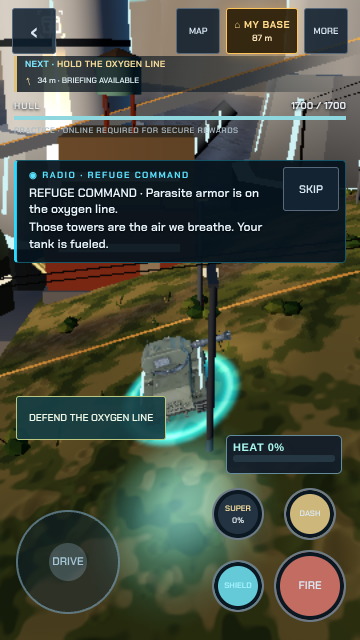 ‹
MAP
⌂ MY BASE
87 m
MORE
NEXT · HOLD THE OXYGEN LINE
34 m · BRIEFING AVAILABLE
HULL
1700 / 1700
PRACTICE · ONLINE REQUIRED FOR SECURE REWARDS
◉ RADIO · REFUGE COMMAND
REFUGE COMMAND · Parasite armor is on
the oxygen line.
Those towers are the air we breathe. Your
tank is fueled.
SKIP
DEFEND THE OXYGEN LINE
HEAT 0%
SUPER
0%
DASH
DRIVE
SHIELD
FIRE